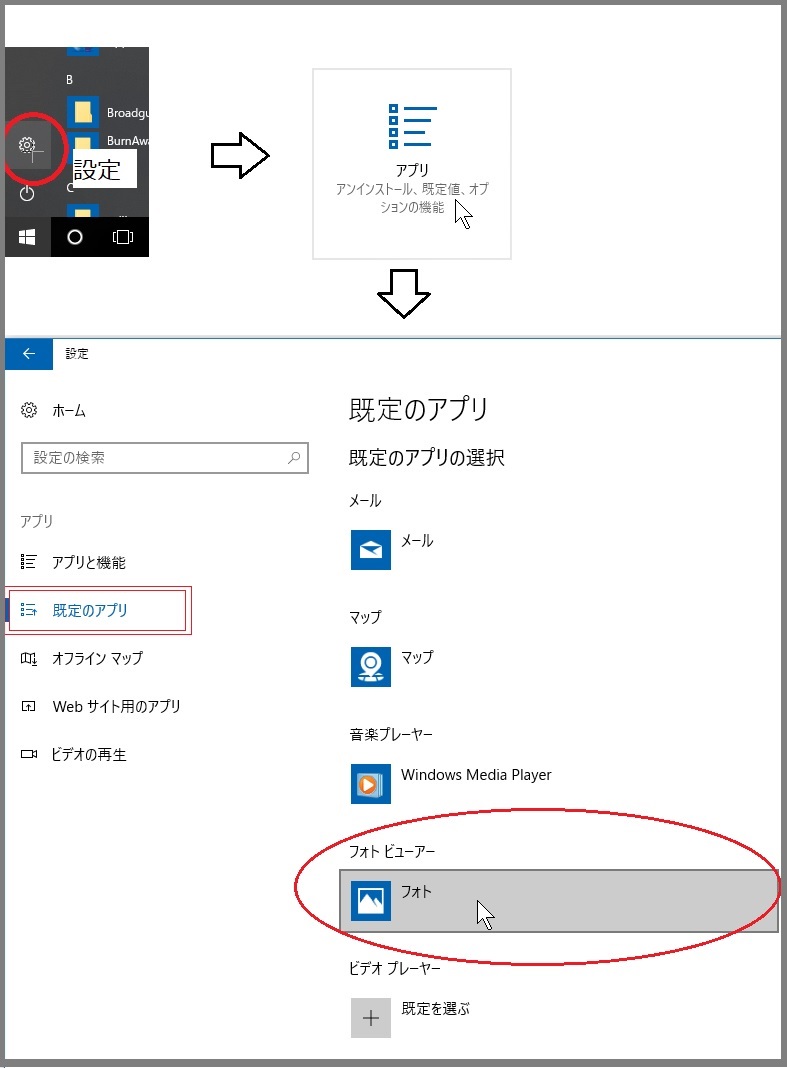 B
Broadgu
BurnAwa
設定
C
アプリ
アンインストール、既定値、オプ
ションの機能
設定
ホーム
設定の検索
アプリ
アプリと機能
既定のアプリ
オフライン マップ
Web サイト用のアプリ
ビデオの再生
既定のアプリ
既定のアプリの選択
メール
メール
マップ
マップ
音楽プレーヤー
Windows Media Player
フォト ビューアー
フォト
ビデオ プレーヤー
既定を選ぶ